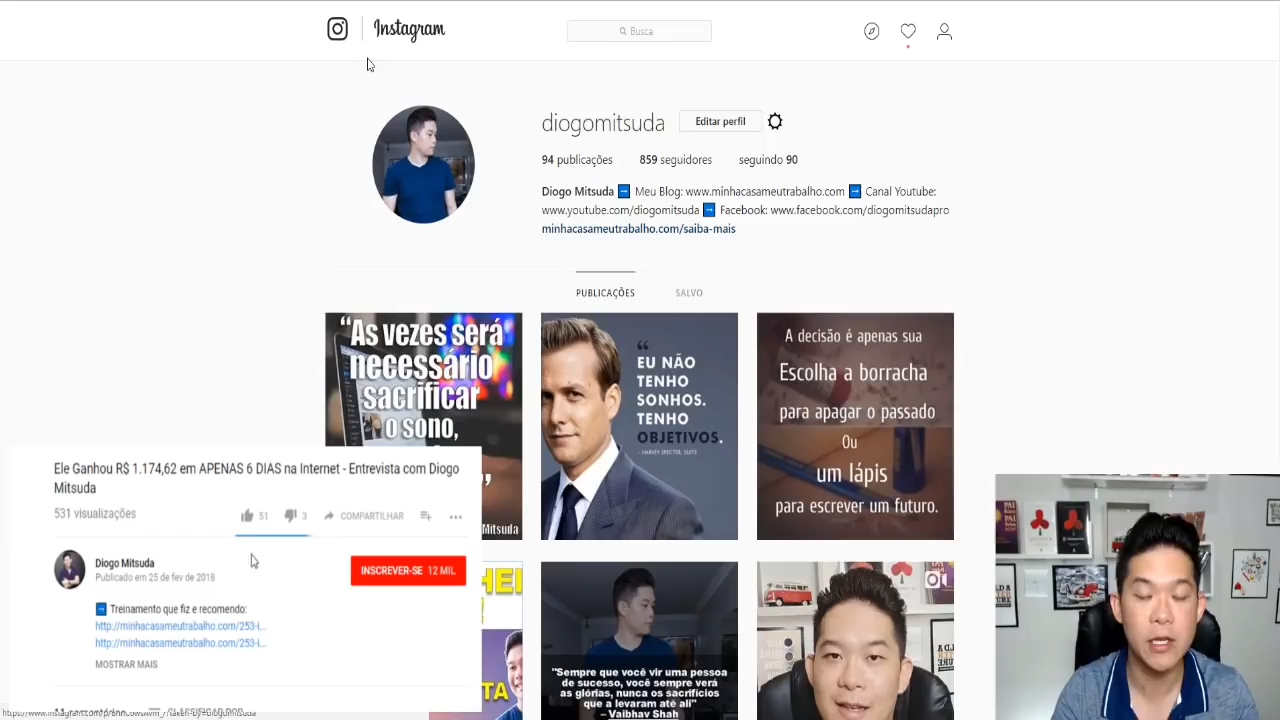 Instagram
Busca
diogomitsuda
Editar perfil
94 publicações 859 seguidores seguindo 90
Diogo Mitsuda ➡ Meu Blog: www.minhacasameutrabalho.com ➡ Canal Youtube:
www.youtube.com/diogomitsuda ➡ Facebook: www.facebook.com/diogomitsudapro
minhacasameutrabalho.com/saiba-mais
PUBLICAÇÕES SALVO
“As vezes será
necessário
sacrificar
o sono,
Mitsuda
“
EU NÃO
TENHO
SONHOS.
TENHO
OBJETIVOS.
- HARVEY SPECTER, SUITS
A decisão é apenas sua
Escolha a borracha
para apagar o passado
Ou
um lápis
para escrever um futuro.
Ele Ganhou R$ 1.174,62 em APENAS 6 DIAS na Internet - Entrevista com Diogo
Mitsuda
531 visualizações
51 3 COMPARTILHAR
Diogo Mitsuda
Publicado em 25 de fev de 2018
INSCREVER-SE 12 MIL
➡ Treinamento que fiz e recomendo:
http://minhacasameutrabalho.com/253-i...
http://minhacasameutrabalho.com/253-i...
MOSTRAR MAIS
"Sempre que você vir uma pessoa
de sucesso, você sempre verá
as glórias, nunca os sacrifícios
que a levaram até ali"
– Vaibhav Shah